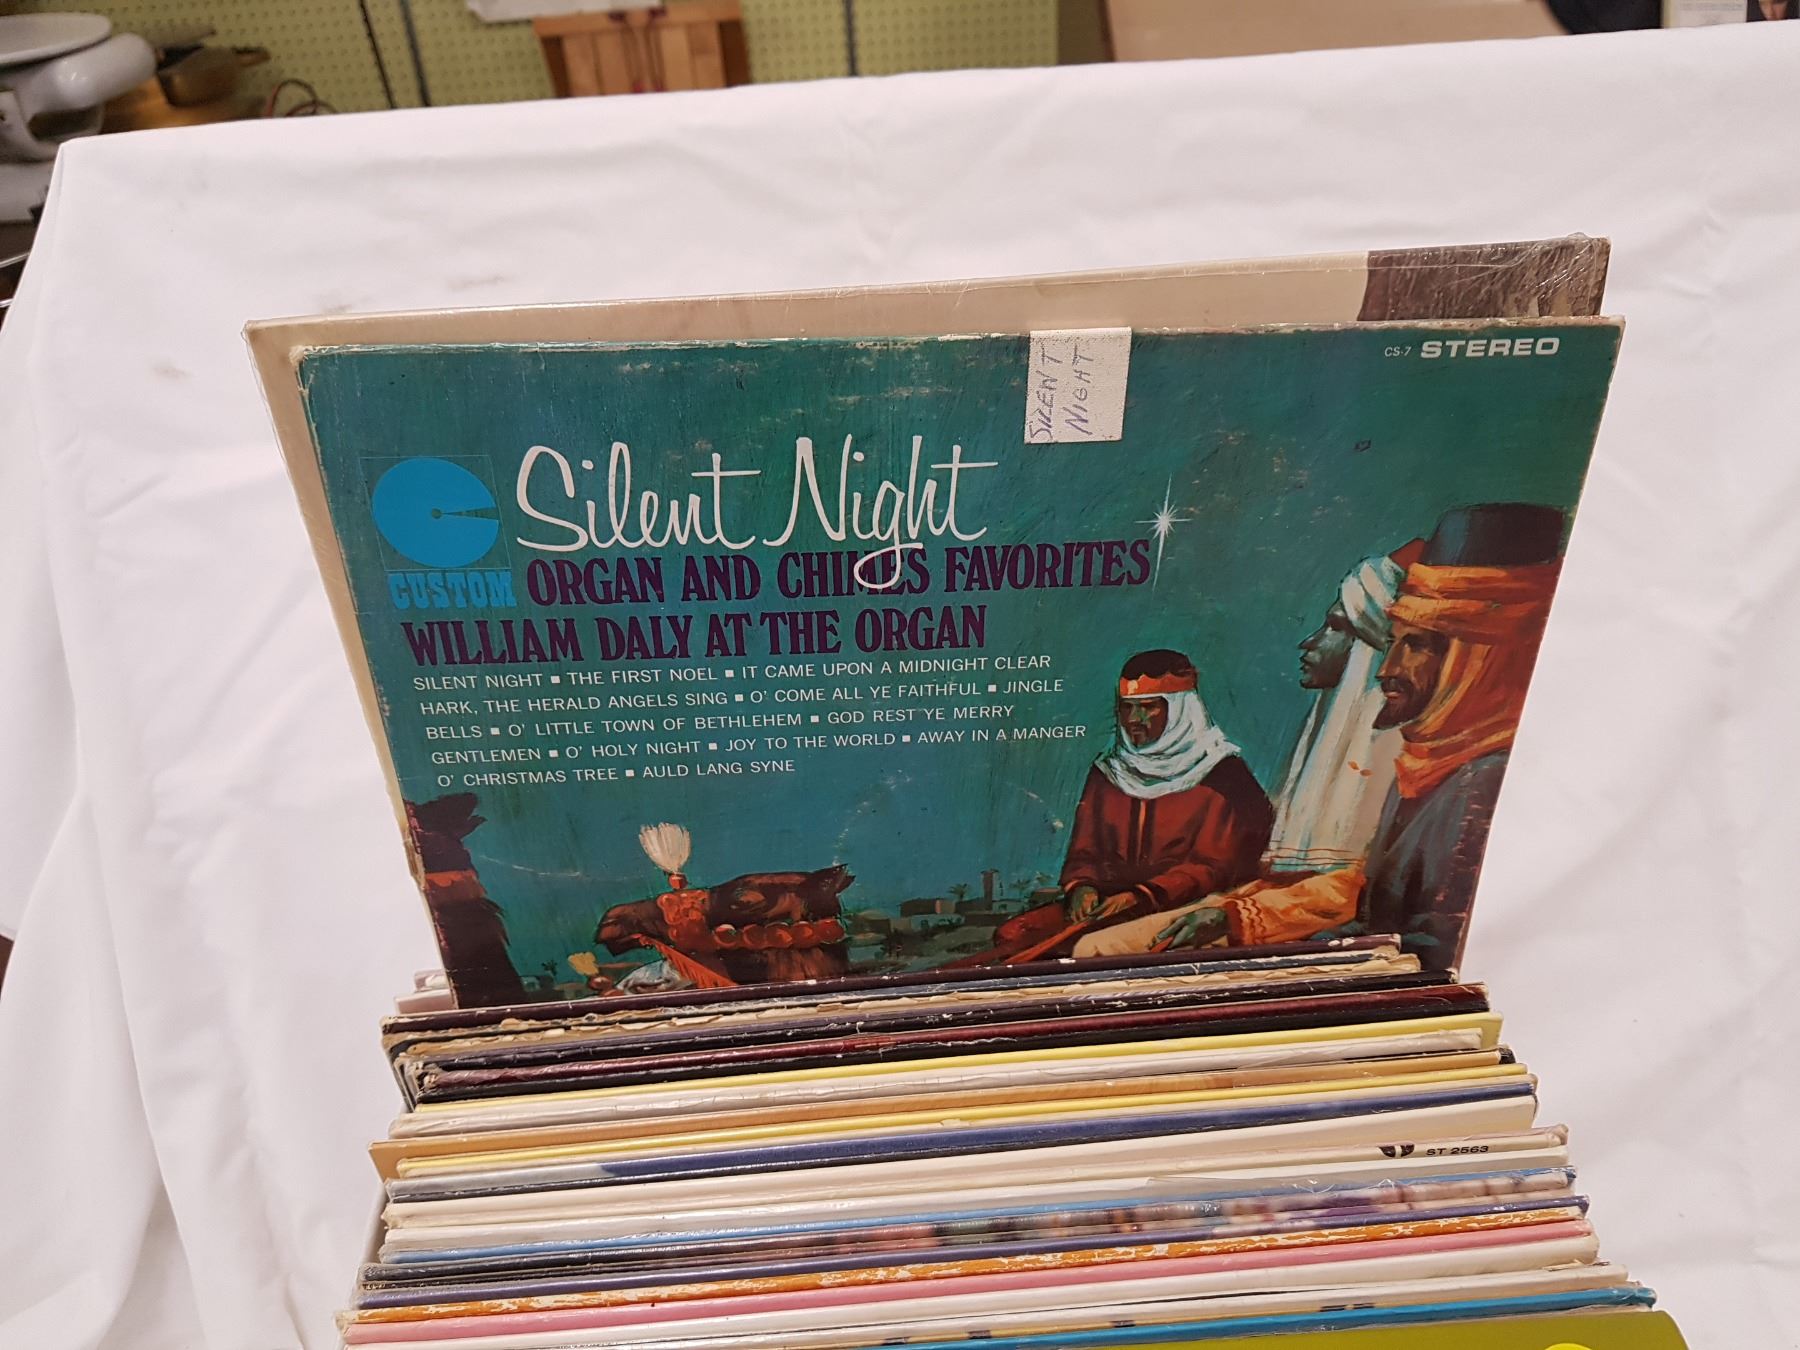 CS-7 STEREO
SILENT
NIGHT
Silent Night
CUSTOM
ORGAN AND CHIMES FAVORITES
WILLIAM DALY AT THE ORGAN
SILENT NIGHT ▪ THE FIRST NOEL ▪ IT CAME UPON A MIDNIGHT CLEAR
HARK, THE HERALD ANGELS SING ▪ O' COME ALL YE FAITHFUL ▪ JINGLE
BELLS ▪ O' LITTLE TOWN OF BETHLEHEM ▪ GOD REST YE MERRY
GENTLEMEN ▪ O' HOLY NIGHT ▪ JOY TO THE WORLD ▪ AWAY IN A MANGER
O' CHRISTMAS TREE ▪ AULD LANG SYNE
ST 2563